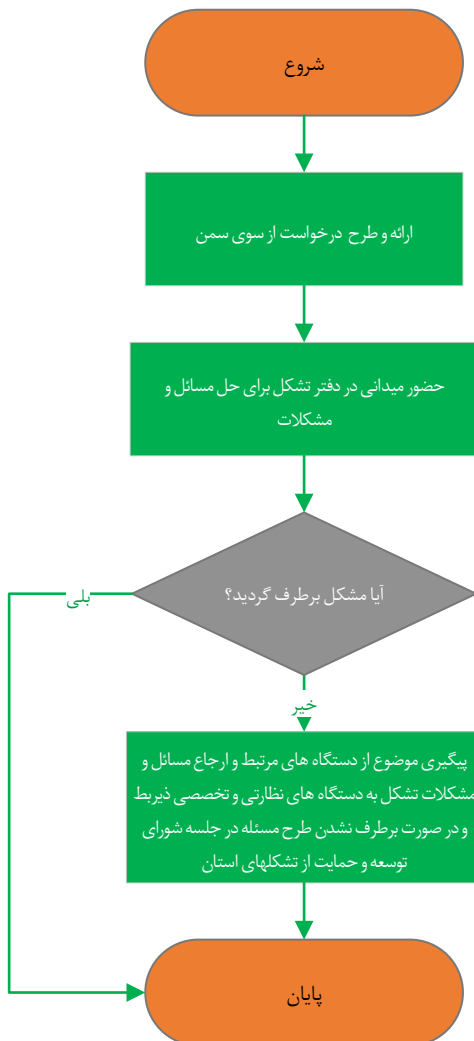 شروع
ارائه و طرح درخواست از سوی سمن
حضور میدانی در دفتر تشکل برای حل مسائل و
مشکلات
آیا مشکل برطرف گردید؟
بلی
خیر
پیگیری موضوع از دستگاه های مرتبط و ارجاع مسائل و
مشکلات تشکل به دستگاه های نظارتی و تخصصی ذیربط
و در صورت برطرف نشدن طرح مسئله در جلسه شورای
توسعه و حمایت از تشکلهای استان
پایان